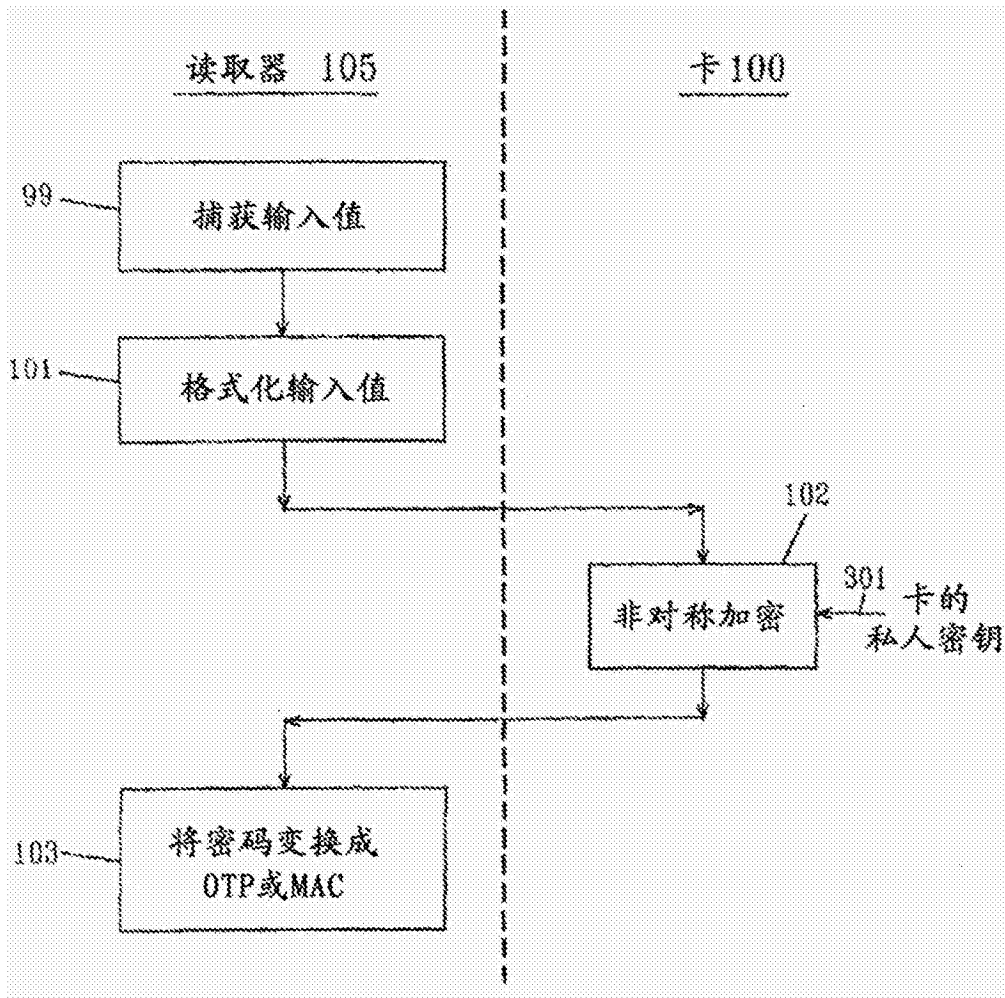 读取器 105
卡100
99
捕获输入值
101
格式化输入值
102
非对称加密
301
卡的
私人密钥
103
将密码变换成
OTP或MAC